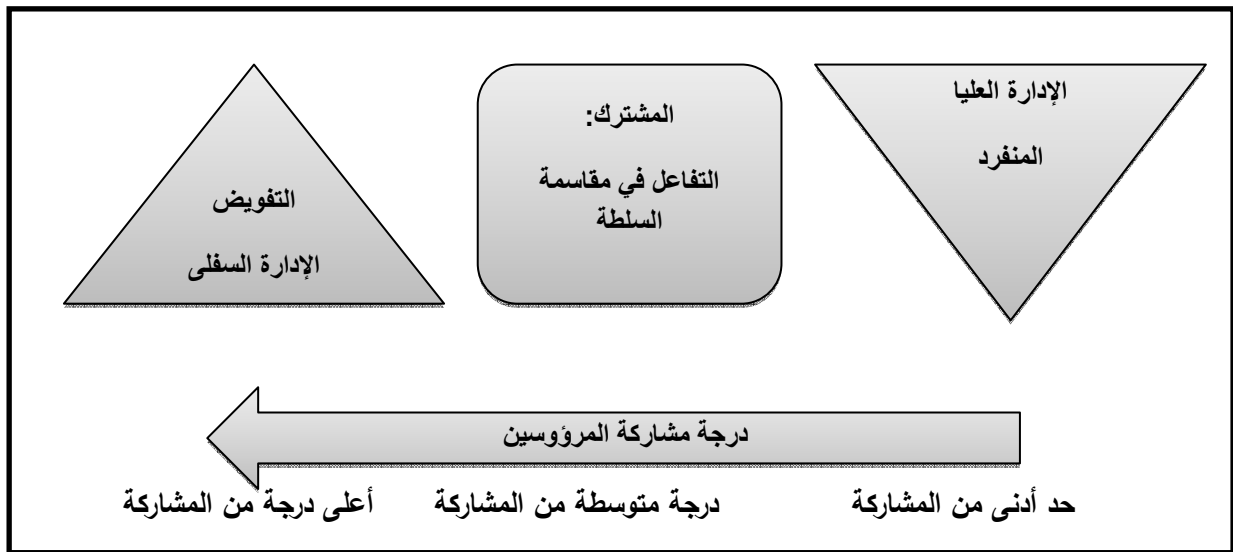 الإدارة العليا
المنفرد
المشترك:
التفاعل في مقاسمة
السلطة
التفويض
الإدارة السفلى
درجة مشاركة المرؤوسين
حد أدنى من المشاركة
درجة متوسطة من المشاركة
أعلى درجة من المشاركة